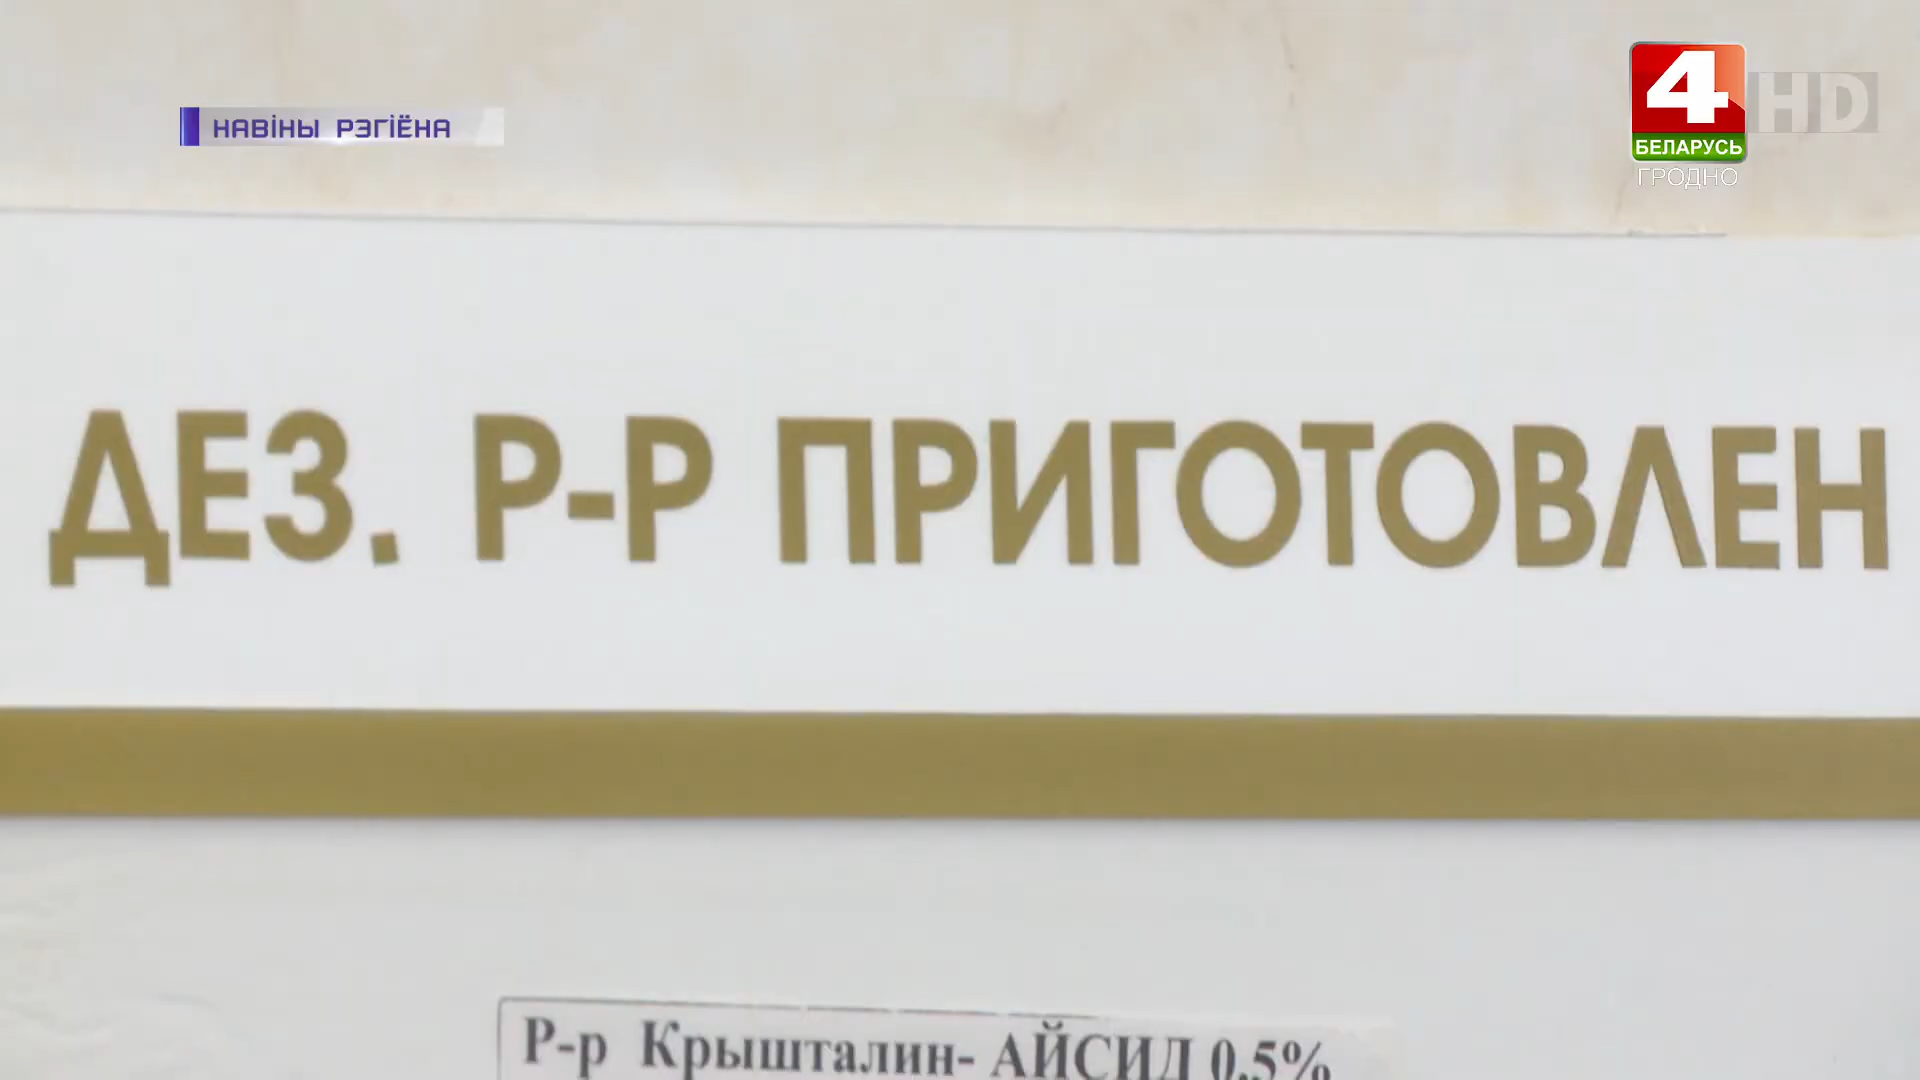 НАВІНЫ РЭГІЁНА
4 HD
БЕЛАРУСЬ
ГРОДНО
ДЕЗ. Р-Р ПРИГОТОВЛЕН
Р-р Крышталин- АЙСИД 0,5%